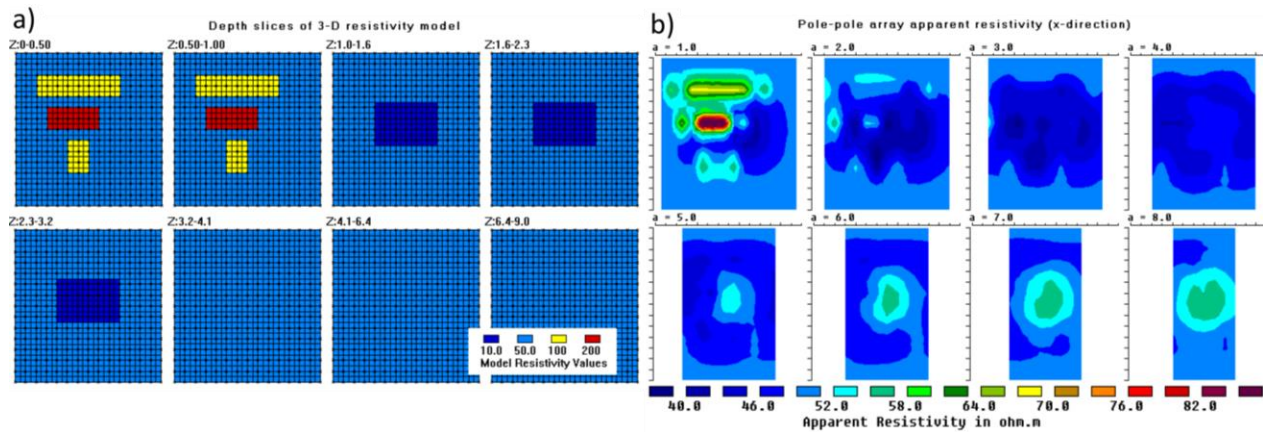 a)
Depth slices of 3-D resistivity model
Z:0-0.50 Z:0.50-1.00 Z:1.0-1.6 Z:1.6-2.3
Z:2.3-3.2 Z:3.2-4.1 Z:4.1-6.4 Z:6.4-9.0
10.0 50.0 100 200
Model Resistivity Values
b)
Pole-pole array apparent resistivity (x-direction)
a = 1.0 a = 2.0 a = 3.0 a = 4.0
a = 5.0 a = 6.0 a = 7.0 a = 8.0
40.0 46.0 52.0 58.0 64.0 70.0 76.0 82.0
Apparent Resistivity in ohm.m